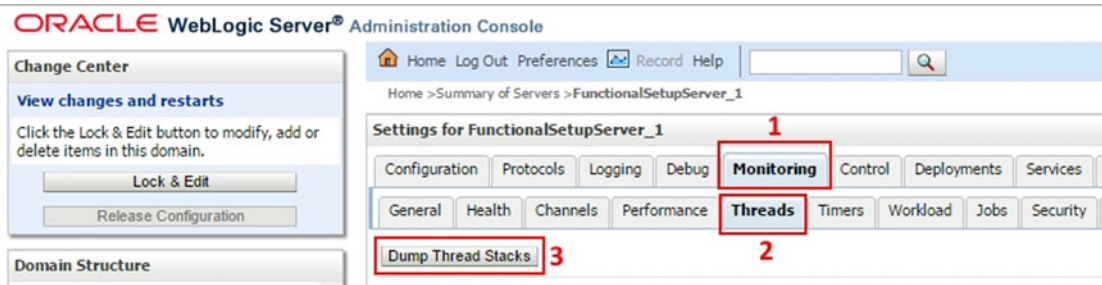 ORACLE WebLogic Server® Administration Console
Change Center
View changes and restarts
Click the Lock & Edit button to modify, add or
delete items in this domain.
Lock & Edit
Release Configuration
Domain Structure
Home Log Out Preferences Record Help
Home >Summary of Servers >FunctionalSetupServer_1
Settings for FunctionalSetupServer_1
1
Configuration Protocols Logging Debug Monitoring Control Deployments Services
General Health Channels Performance Threads Timers Workload Jobs Security
2
Dump Thread Stacks 3